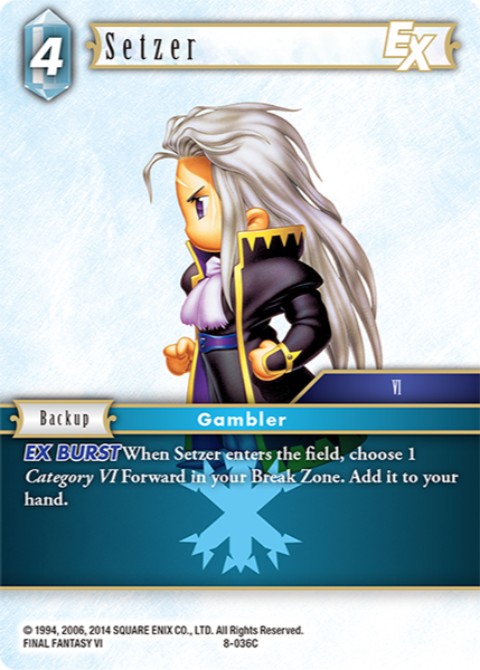 4
Setzer
EX
VI
Backup
Gambler
EX BURST When Setzer enters the field, choose 1
Category VI Forward in your Break Zone. Add it to your
hand.
© 1994, 2006, 2014 SQUARE ENIX CO., LTD. All Rights Reserved.
FINAL FANTASY VI
8-036C